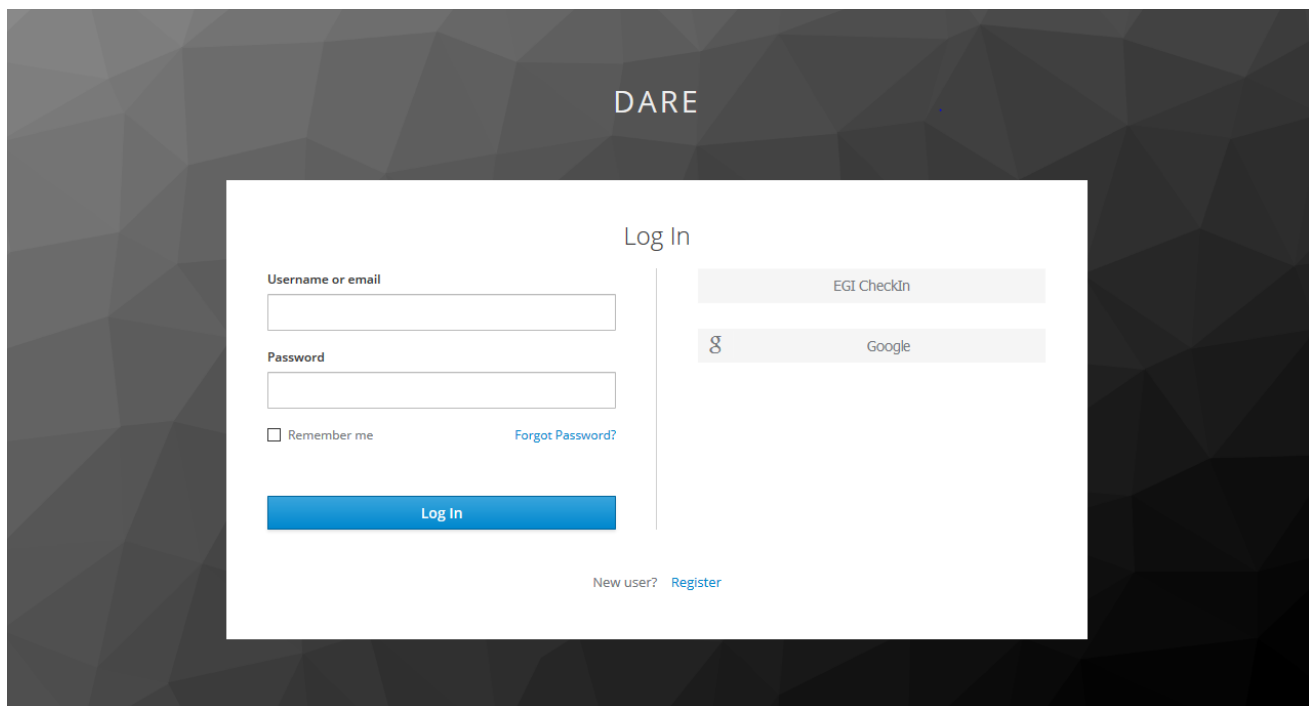 DARE
Log In
Username or email
Password
Remember me
Forgot Password?
Log In
EGI CheckIn
g Google
New user? Register